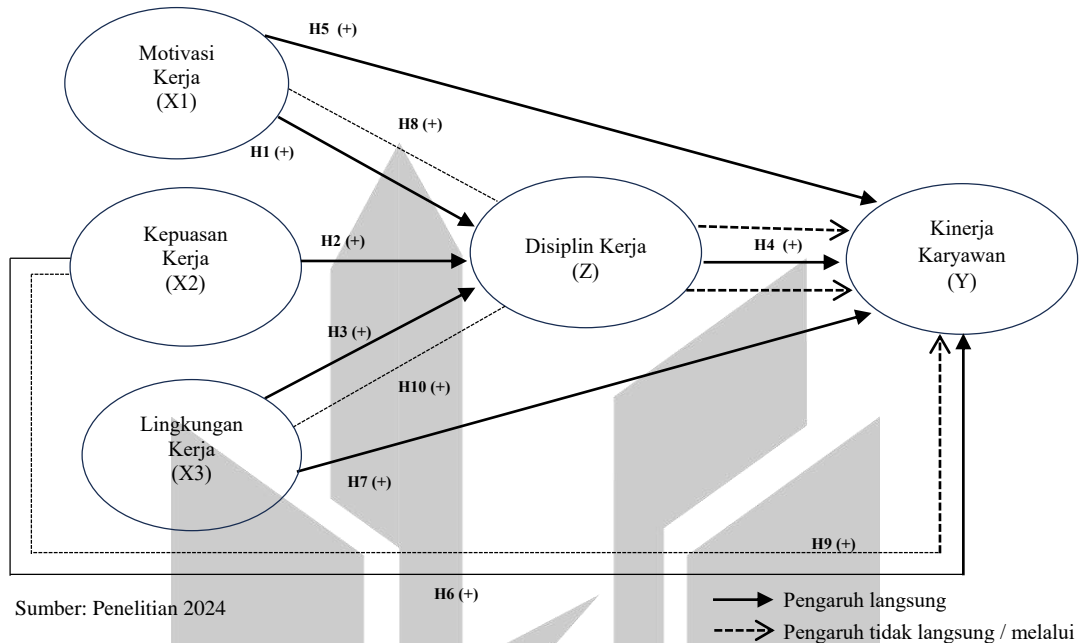 H5 (+)
Motivasi
Kerja
(X1)
H8 (+)
H1 (+)
Kepuasan
Kerja
(X2)
H2 (+)
Disiplin Kerja
(Z)
H4 (+)
Kinerja
Karyawan
(Y)
H3 (+)
H10 (+)
Lingkungan
Kerja
(X3)
H7 (+)
H9 (+)
H6 (+)
Sumber: Penelitian 2024
Pengaruh langsung
Pengaruh tidak langsung / melalui